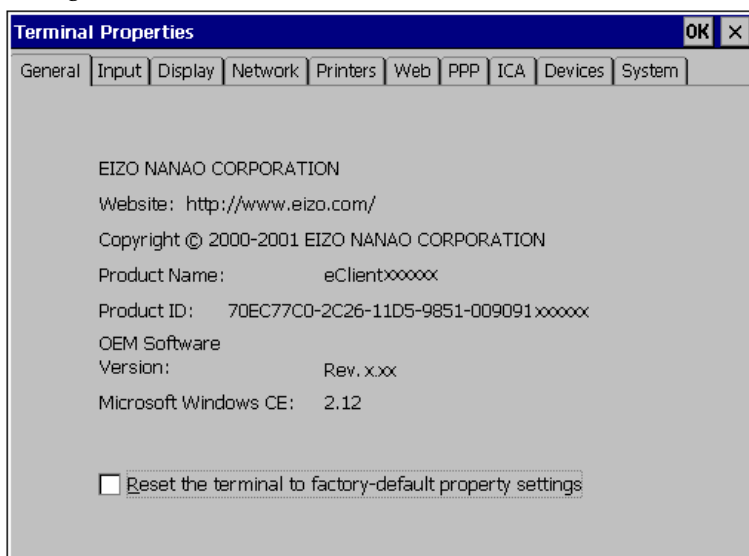 Terminal Properties OK ×
General Input Display Network Printers Web PPP ICA Devices System
EIZO NANAO CORPORATION
Website: http://www.eizo.com/
Copyright © 2000-2001 EIZO NANAO CORPORATION
Product Name: eClientxxxxxx
Product ID: 70EC77C0-2C26-11D5-9851-009091xxxxxx
OEM Software
Version: Rev. x.xx
Microsoft Windows CE: 2.12
Reset the terminal to factory-default property settings